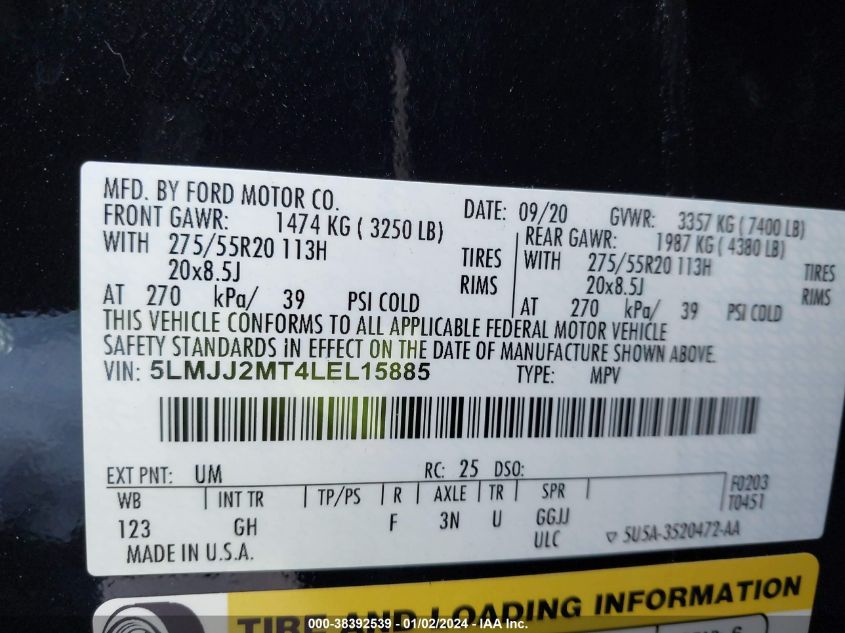 MFD. BY FORD MOTOR CO.
DATE: 09/20 GVWR: 3357 KG ( 7400 LB)
FRONT GAWR: 1474 KG ( 3250 LB)
WITH 275/55R20 113H TIRES
20x8.5J RIMS
AT 270 kPa/ 39 PSI COLD
REAR GAWR: 1987 KG ( 4380 LB)
WITH 275/55R20 113H TIRES
20x8.5J RIMS
AT 270 kPa/ 39 PSI COLD
THIS VEHICLE CONFORMS TO ALL APPLICABLE FEDERAL MOTOR VEHICLE
SAFETY STANDARDS IN EFFECT ON THE DATE OF MANUFACTURE SHOWN ABOVE.
VIN: 5LMJJ2MT4LEL15885 TYPE: MPV
EXT PNT: UM RC: 25 DSO:
WB INT TR TP/PS R AXLE TR SPR F0203
T0451
123 GH F 3N U GGJJ
ULC
MADE IN U.S.A. ▽ 5U5A-3520472-AA
TIRE AND LOADING INFORMATION
000-38392539 - 01/02/2024 - IAA Inc.